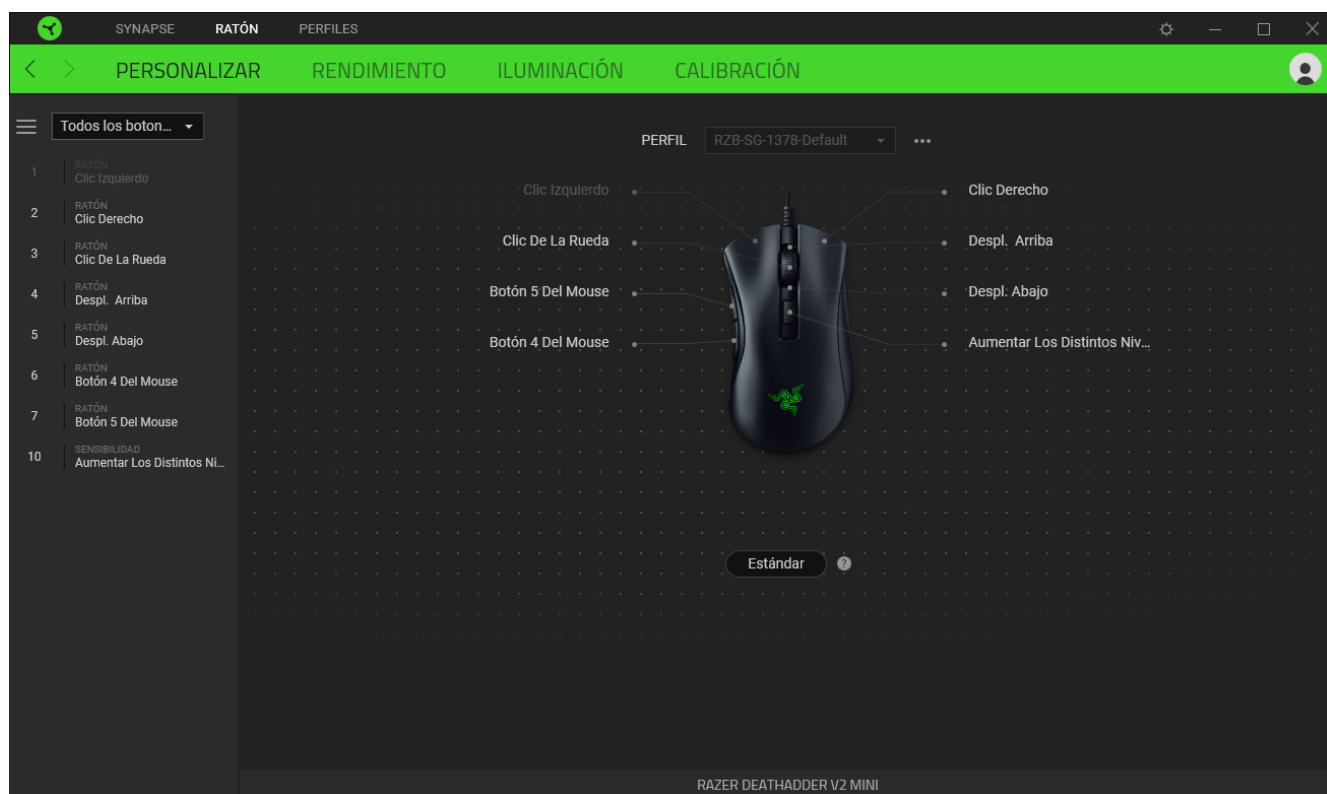 SYNAPSE RATÓN PERFILES
PERSONALIZAR RENDIMIENTO ILUMINACIÓN CALIBRACIÓN
Todos los boton...
PERFIL RZB-SG-1378-Default
1 RATÓN
Clic Izquierdo
2 RATÓN
Clic Derecho
3 RATÓN
Clic De La Rueda
4 RATÓN
Despl. Arriba
5 RATÓN
Despl. Abajo
6 RATÓN
Botón 4 Del Mouse
7 RATÓN
Botón 5 Del Mouse
10 SENSIBILIDAD
Aumentar Los Distintos Ni...
Clic Izquierdo
Clic De La Rueda
Botón 5 Del Mouse
Botón 4 Del Mouse
Clic Derecho
Despl. Arriba
Despl. Abajo
Aumentar Los Distintos Niv...
Estándar ?
RAZER DEATHADDER V2 MINI